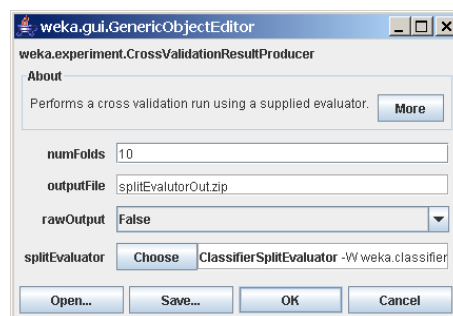 weka.gui.GenericObjectEditor
weka.experiment.CrossValidationResultProducer
About
Performs a cross validation run using a supplied evaluator. More
numFolds 10
outputFile splitEvalutorOut.zip
rawOutput False
splitEvaluator Choose ClassifierSplitEvaluator -W weka.classifier
Open... Save... OK Cancel